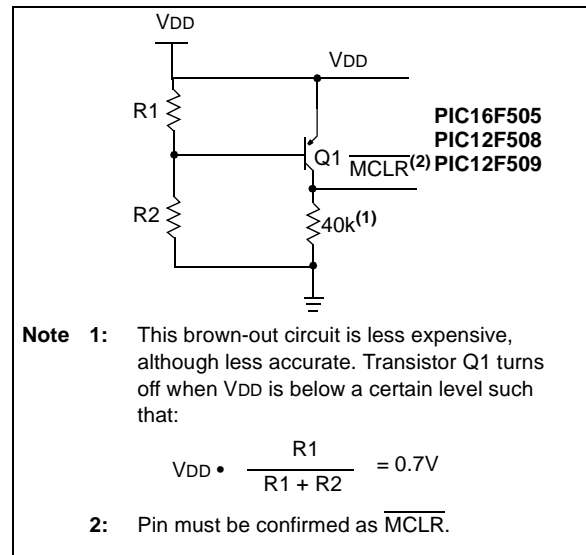 VDD
VDD
R1
PIC16F505
Q1 MCLR(2) PIC12F508
PIC12F509
R2
40k(1)
Note 1: This brown-out circuit is less expensive,
although less accurate. Transistor Q1 turns
off when VDD is below a certain level such
that:
VDD • R1 / R1 + R2 = 0.7V
2: Pin must be confirmed as MCLR.